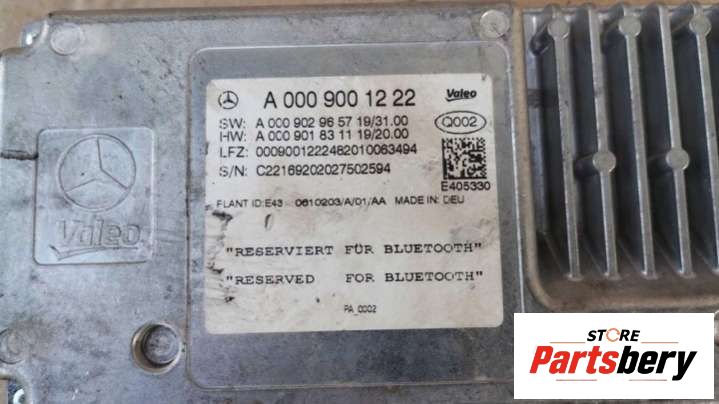 A 000 900 12 22
Valeo
SW: A 000 902 96 57 19/31.00
HW: A 000 901 83 11 19/20.00
Q002
LFZ: 0009001222482010063494
S/N: C22169202027502594
E405330
PLANT ID:E43 0610203/A/01/AA MADE IN: DEU
"RESERVIERT FÜR BLUETOOTH"
"RESERVED FOR BLUETOOTH"
PA_0002
Valeo
STORE
Partsbery